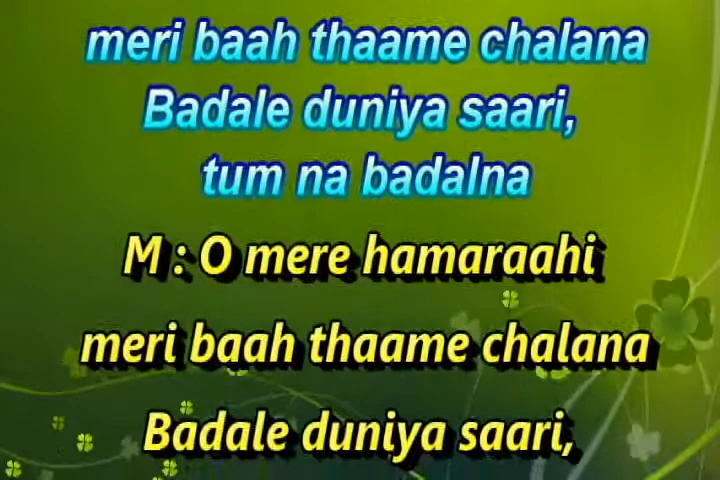 meri baah thaame chalana
Badale duniya saari,
tum na badalna
M : O mere hamaraahi
meri baah thaame chalana
Badale duniya saari,